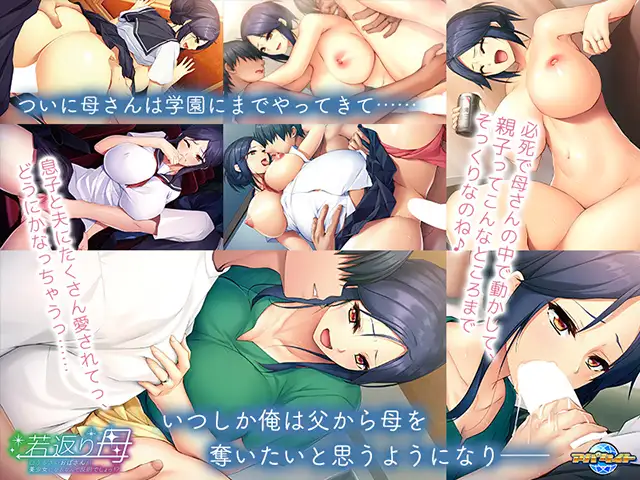 ついに母さんは学園にまでやってきて……
必死で母さんの中で動かして、
親子ってこんなところまで
そっくりなのね♪
息子と夫にたくさん愛されてっ、
どうにかなっちゃうっ……
いつしか俺は父から母を
奪いたいと思うようになり───
若返り母
アパダイト